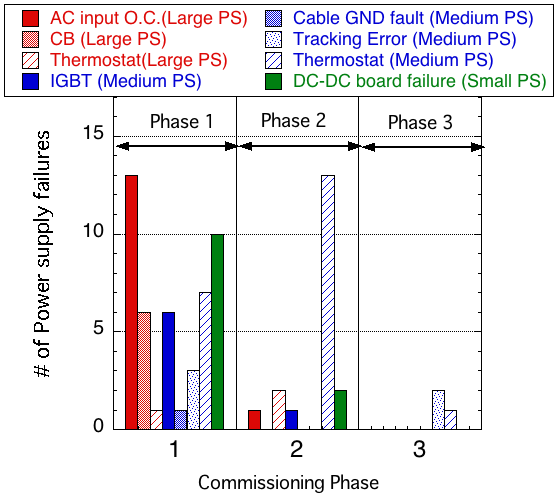 AC input O.C.(Large PS)
CB (Large PS)
Thermostat(Large PS)
IGBT (Medium PS)
Cable GND fault (Medium PS)
Tracking Error (Medium PS)
Thermostat (Medium PS)
DC-DC board failure (Small PS)
Phase 1
Phase 2
Phase 3
# of Power supply failures
15
10
5
0
1
2
3
Commissioning Phase